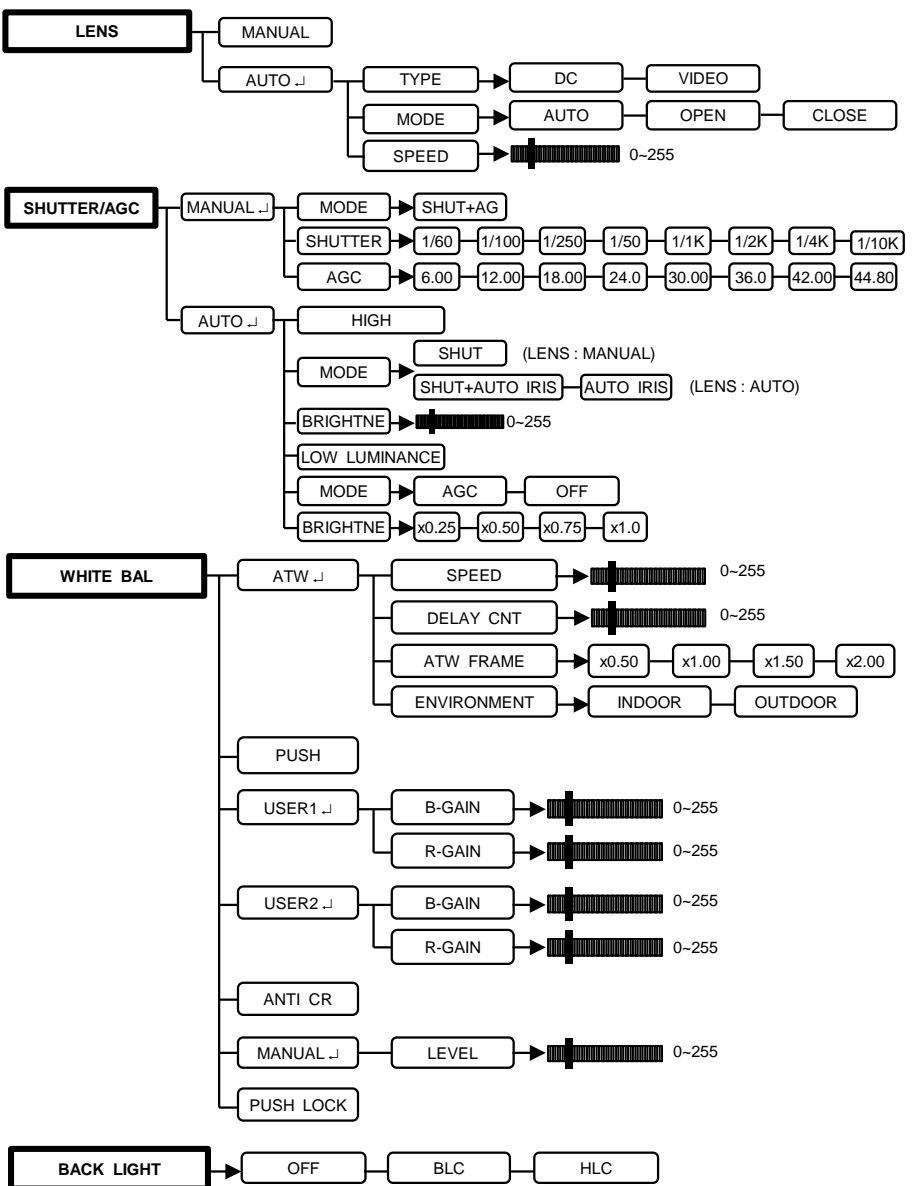 LENS MANUAL
AUTO ↵ TYPE DC VIDEO
MODE AUTO OPEN CLOSE
SPEED 0~255
SHUTTER/AGC MANUAL ↵ MODE SHUT+AG
SHUTTER 1/60 1/100 1/250 1/50 1/1K 1/2K 1/4K 1/10K
AGC 6.00 12.00 18.00 24.0 30.00 36.0 42.00 44.80
AUTO ↵ HIGH
MODE SHUT (LENS : MANUAL)
SHUT+AUTO IRIS AUTO IRIS (LENS : AUTO)
BRIGHTNE 0~255
LOW LUMINANCE
MODE AGC OFF
BRIGHTNE x0.25 x0.50 x0.75 x1.0
WHITE BAL ATW ↵ SPEED 0~255
DELAY CNT 0~255
ATW FRAME x0.50 x1.00 x1.50 x2.00
ENVIRONMENT INDOOR OUTDOOR
PUSH
USER1 ↵ B-GAIN 0~255
R-GAIN 0~255
USER2 ↵ B-GAIN 0~255
R-GAIN 0~255
ANTI CR
MANUAL ↵ LEVEL 0~255
PUSH LOCK
BACK LIGHT OFF BLC HLC